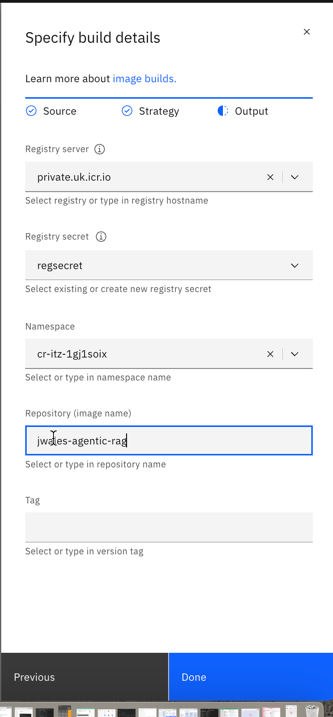 Specify build details
Learn more about image builds.
Source Strategy Output
Registry server
private.uk.icr.io
Select registry or type in registry hostname
Registry secret
regsecret
Select existing or create new registry secret
Namespace
cr-itz-1gj1soix
Select or type in namespace name
Repository (image name)
jwales-agentic-rag
Select or type in repository name
Tag
Select or type in version tag
Previous Done